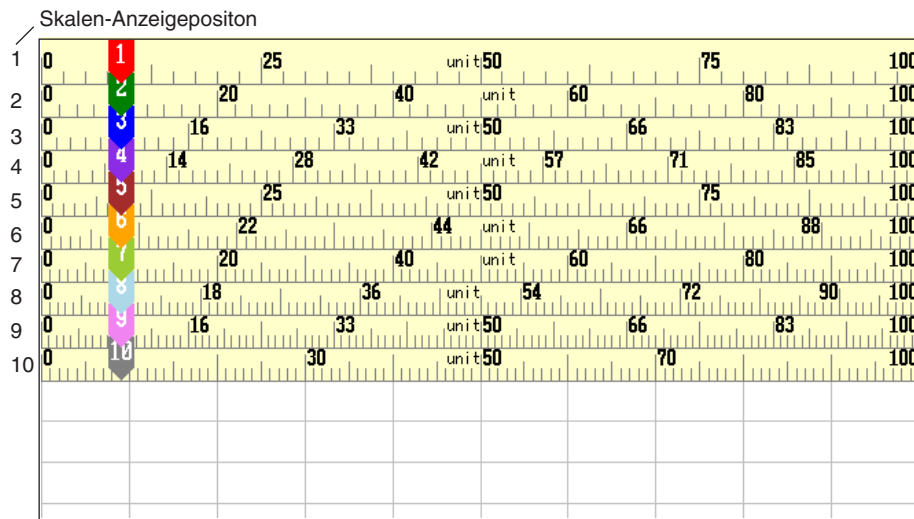 Skalen-Anzeigepositon
1 0 1 25 unit 50 75 100
2 0 2 20 40 unit 60 80 100
3 0 3 16 33 unit 50 66 83 100
4 0 4 14 28 42 unit 57 71 85 100
5 0 5 25 unit 50 75 100
6 0 6 22 44 unit 66 88 100
7 0 7 20 40 unit 60 80 100
8 0 8 18 36 unit 54 72 90 100
9 0 9 16 33 unit 50 66 83 100
10 0 10 30 unit 50 70 100